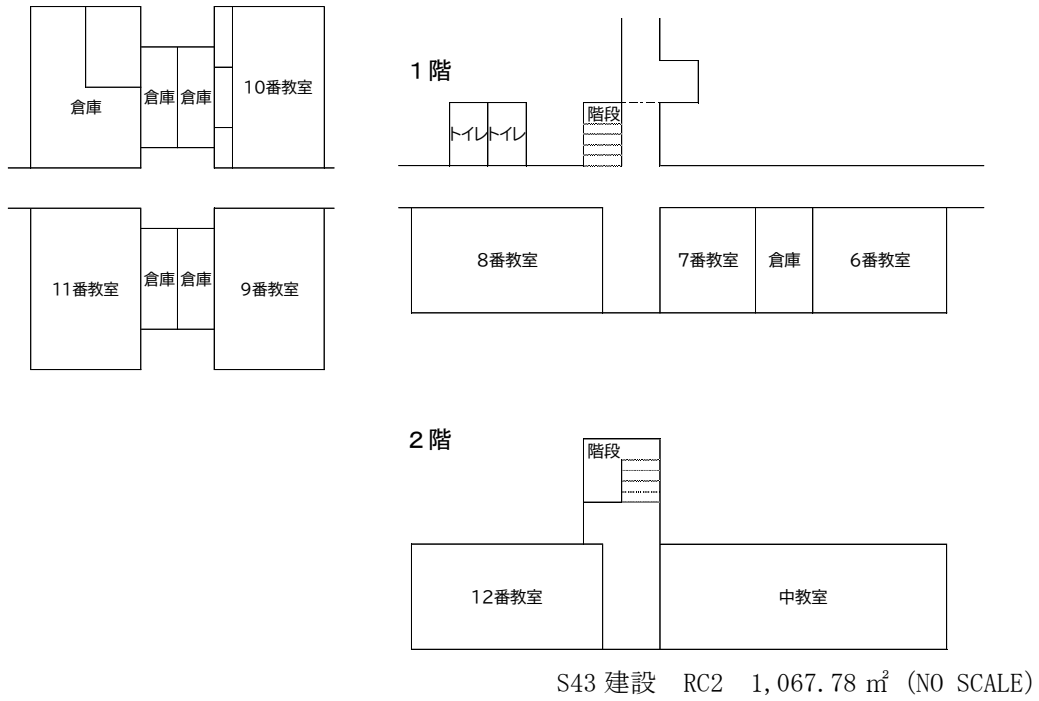 1階
10番教室
倉庫
倉庫
倉庫
階段
トイレ
トイレ
11番教室
倉庫
倉庫
9番教室
8番教室
7番教室
倉庫
6番教室
2階
階段
12番教室
中教室
S43 建設 RC2 1,067.78 ㎡ (NO SCALE)